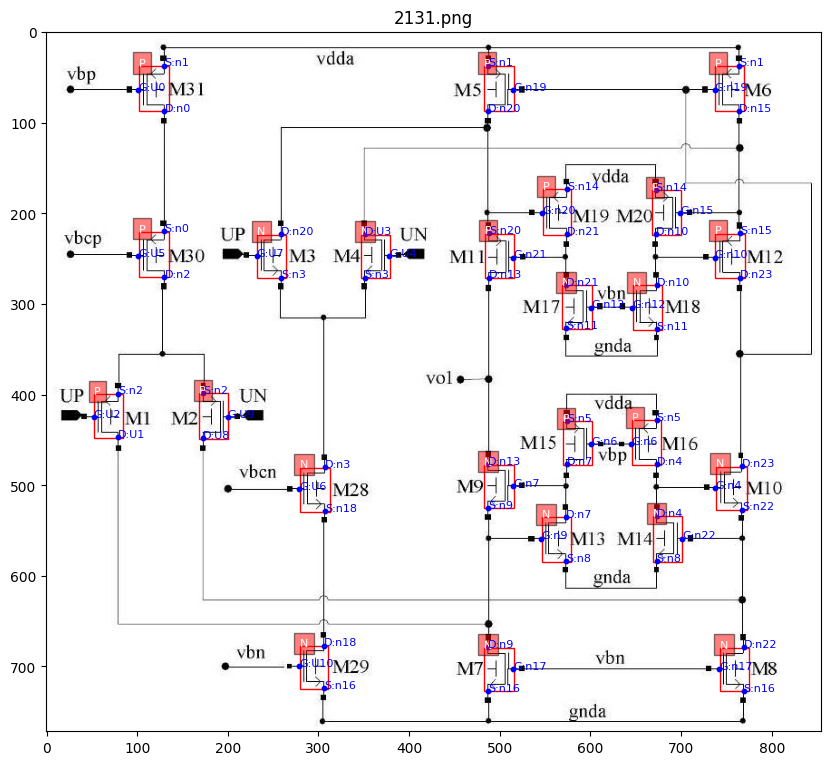 2131.png
0
100
200
300
400
500
600
700
0
100
200
300
400
500
600
700
800
vdda
vbp
P
S:n1
G:U0
M31
D:n0
P
S:n1
M5
G:n19
D:n20
P
S:n1
G:n19
M6
D:n15
vbcp
P
S:n0
G:U5
M30
D:n2
UP
N
D:n20
G:U7
M3
S:n3
N
D:U3
M4
S:n3
UN
vdda
P
S:n14
G:n20
M19
D:n21
P
S:n14
M20
G:n15
D:n10
P
S:n20
M11
G:n21
D:n13
P
S:n15
G:n10
M12
D:n23
N
D:n21
M17
G:n12
S:n11
vbn
N
D:n10
G:n12
M18
S:n11
gnda
vo1
UP
P
S:n2
G:U2
M1
D:U1
P
S:n2
M2
D:U8
UN
vdda
P
S:n5
M15
G:n6
D:n7
vbp
P
S:n5
G:n6
M16
D:n4
vbcn
N
D:n3
G:U6
M28
S:n18
N
D:n13
M9
G:n7
S:n9
N
D:n23
G:n4
M10
S:n22
N
D:n7
G:n9
M13
S:n8
N
D:n4
M14
G:n22
S:n8
gnda
vbn
N
D:n18
G:U10
M29
S:n16
N
D:n9
M7
G:n17
S:n16
vbn
N
D:n22
G:n17
M8
S:n16
gnda